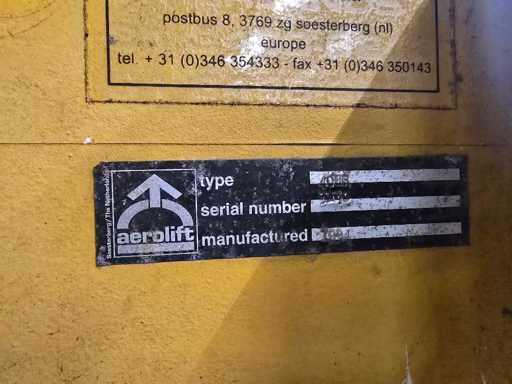 postbus 8, 3769 zg soesterberg (nl)
europe
tel. + 31 (0)346 354333 - fax +31 (0)346 350143
Soesterberg/The Netherlands
aerolift
type
serial number
manufactured